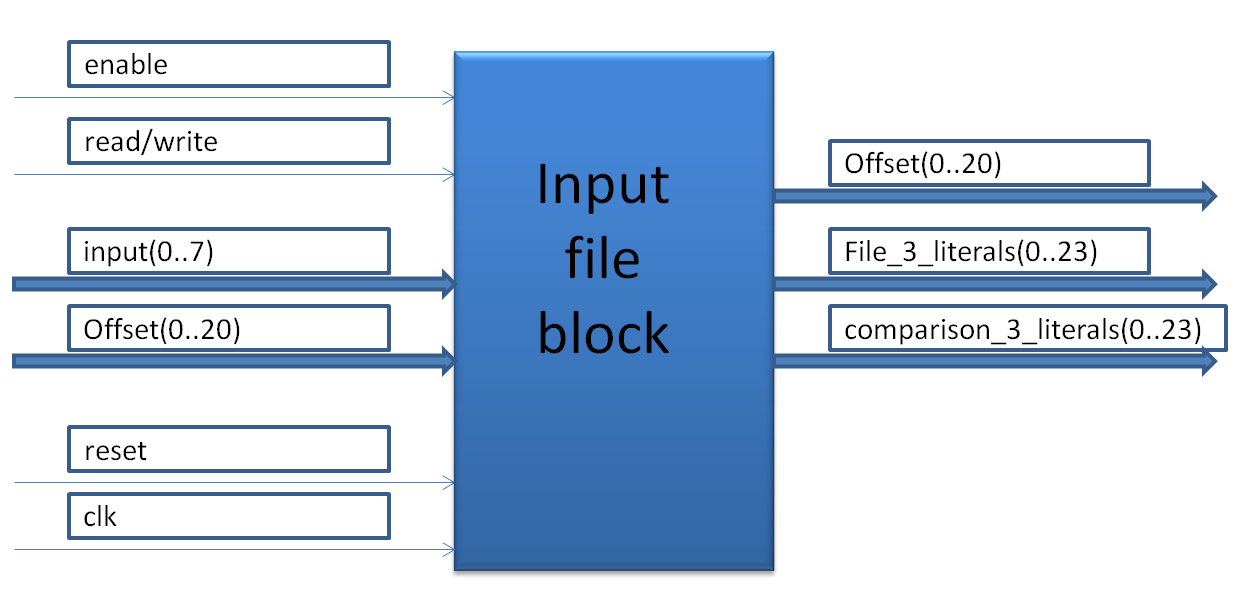 enable
read/write
input(0..7)
Offset(0..20)
reset
clk
Input
file
block
Offset(0..20)
File_3_literals(0..23)
comparison_3_literals(0..23)